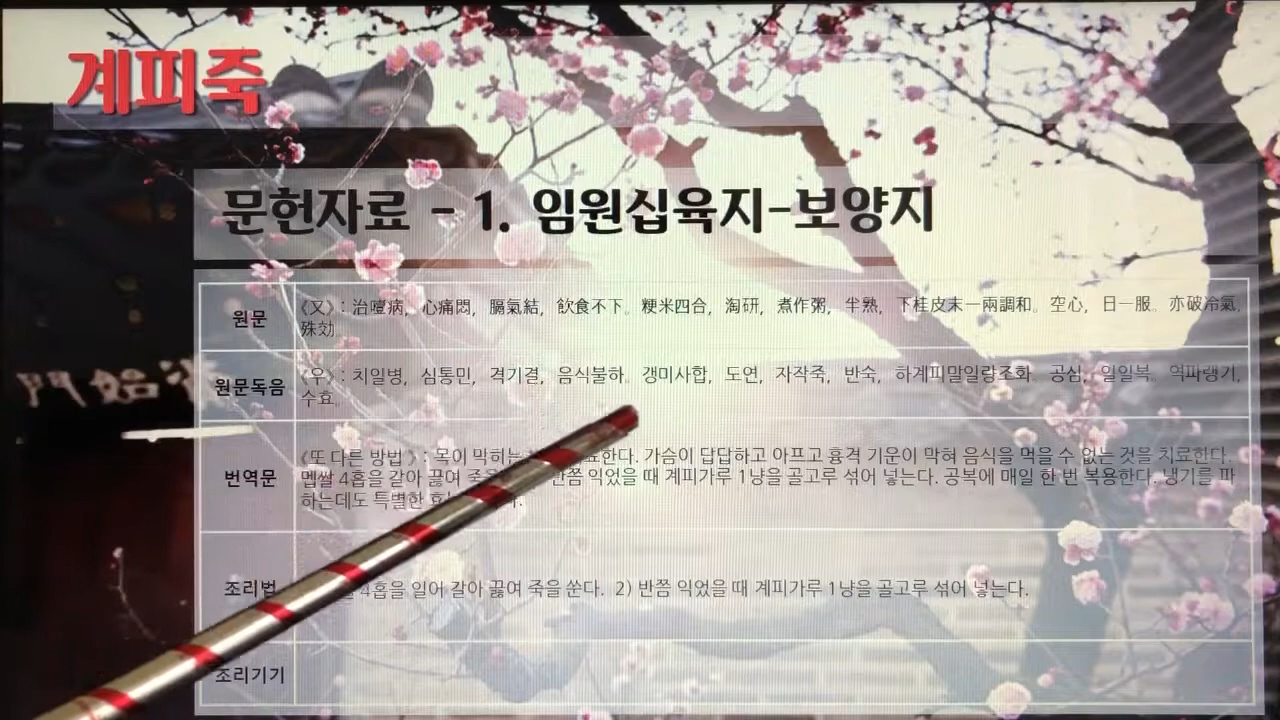 계피죽
문헌자료 - 1. 임원십육지-보양지
원문
《又》: 治噎病, 心痛悶, 膈氣結, 飮食不下。粳米四合, 淘硏, 煮作粥, 半熟, 下桂皮末一兩調和。空心, 日一服。亦破冷氣,
殊効。
원문독음
《우》: 치일병, 심통민, 격기결, 음식불하。갱미사합, 도연, 자작죽, 반숙, 하계피말일량조화。공심, 일일복。역파랭기,
수효。
번역문
《또 다른 방법 》: 목이 막히는 가슴이 답답하고 아프고 흉격 기운이 막혀 음식을 먹을 수 없는 것을 치료한다.
멥쌀 4홉을 갈아 끓여 반쯤 익었을 때 계피가루 1냥을 골고루 섞어 넣는다. 공복에 매일 한 번 복용한다. 냉기를 파
하는데도 특별한
조리법
4홉을 일어 갈아 끓여 죽을 쑨다. 2) 반쯤 익었을 때 계피가루 1냥을 골고루 섞어 넣는다.
조리기기
門始